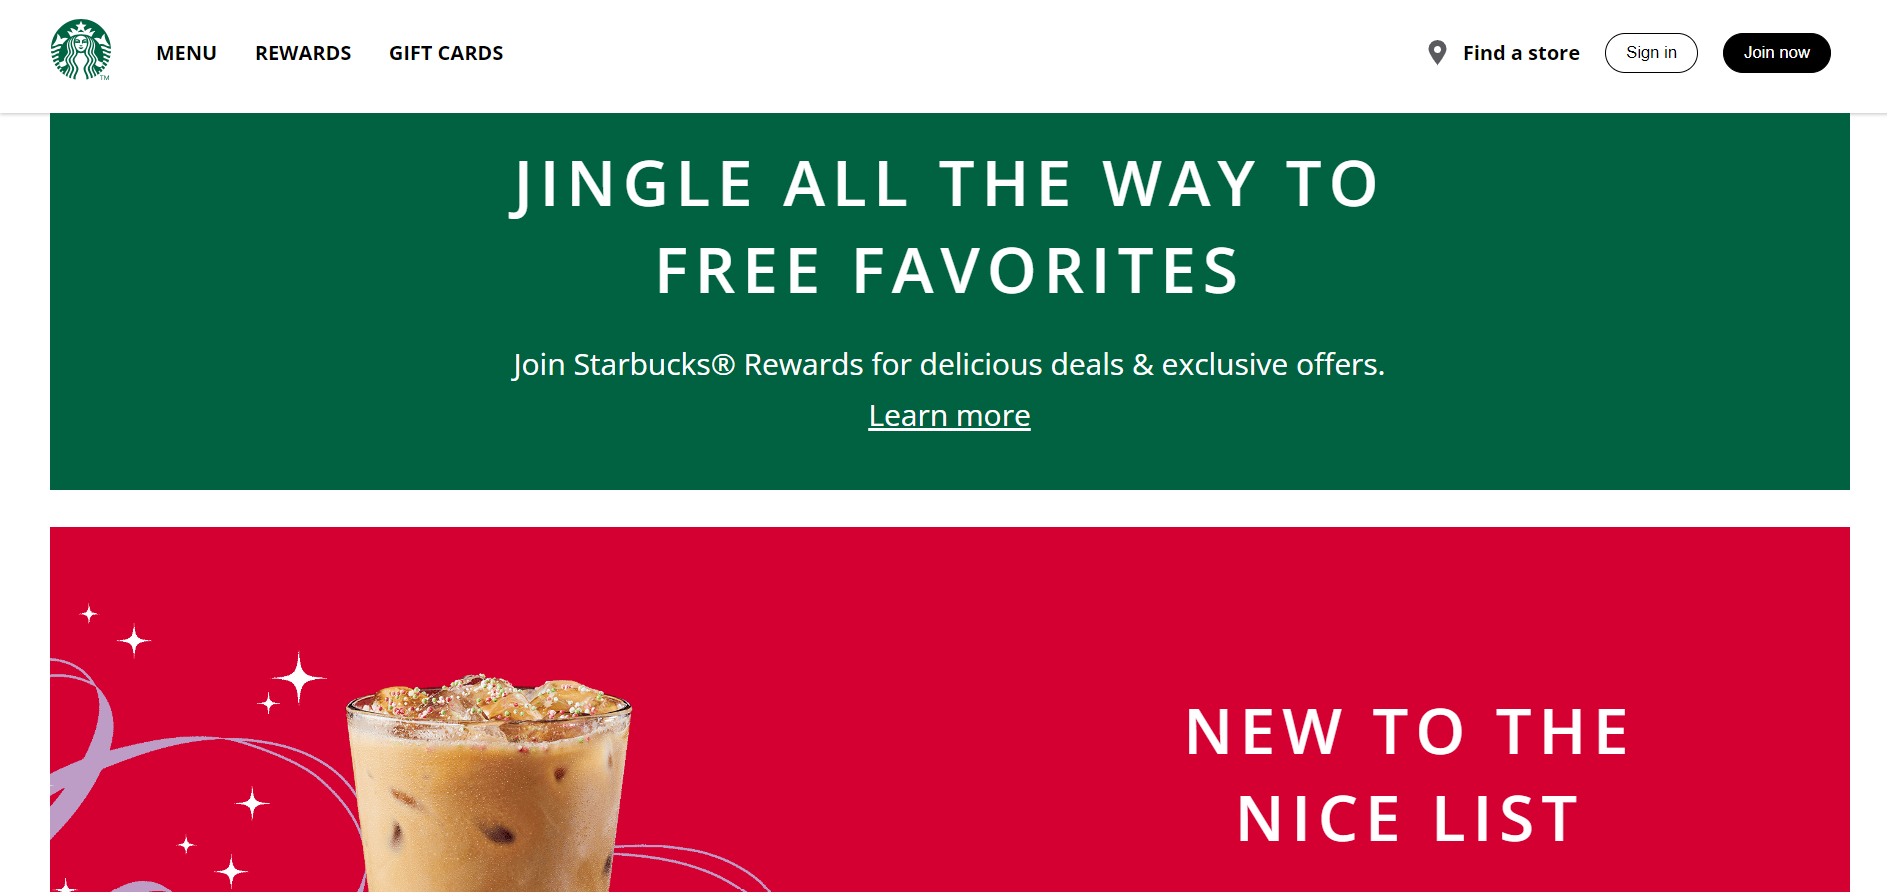 TM
MENU
REWARDS
GIFT CARDS
Find a store
Sign in
Join now
JINGLE ALL THE WAY TO
FREE FAVORITES
Join Starbucks® Rewards for delicious deals & exclusive offers.
Learn more
NEW TO THE
NICE LIST